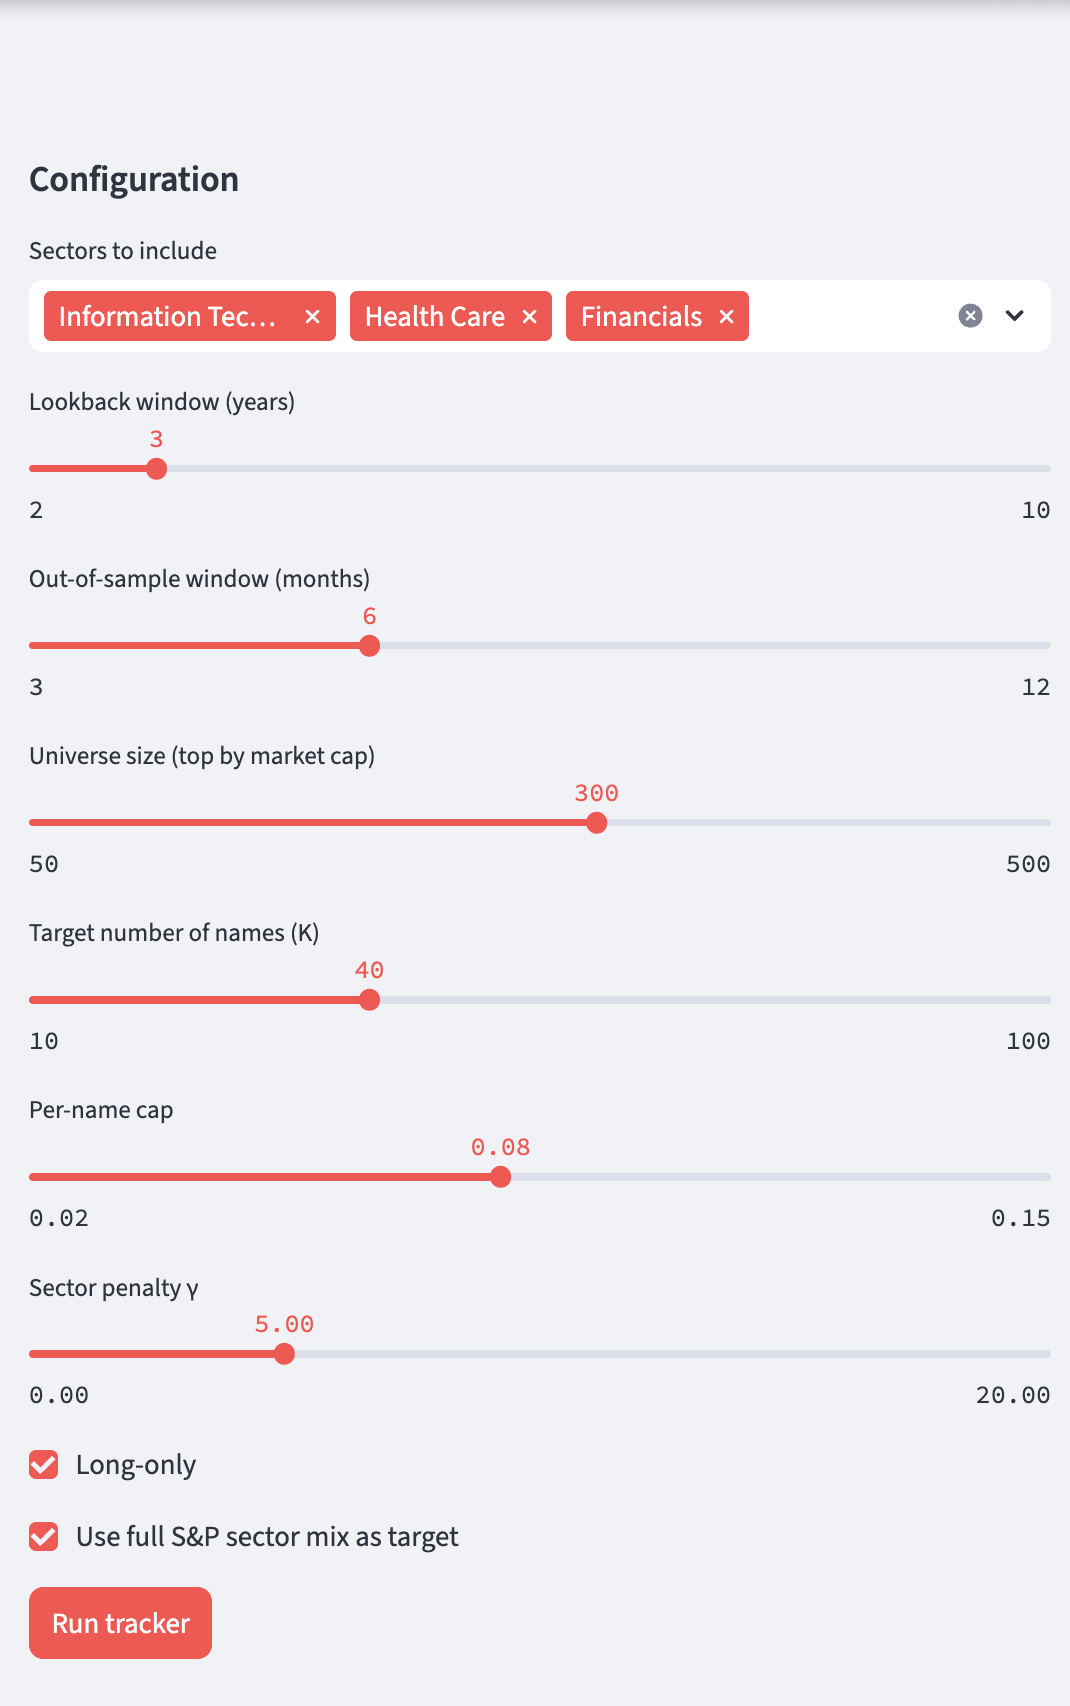 Configuration
Sectors to include
Information Tec... Health Care Financials
Lookback window (years)
3
2 10
Out-of-sample window (months)
6
3 12
Universe size (top by market cap)
300
50 500
Target number of names (K)
40
10 100
Per-name cap
0.08
0.02 0.15
Sector penalty γ
5.00
0.00 20.00
Long-only
Use full S&P sector mix as target
Run tracker